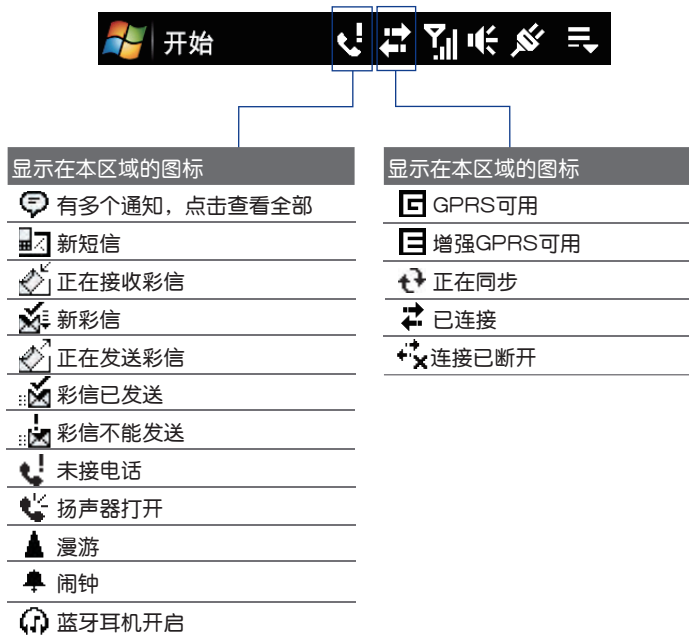 开始
显示在本区域的图标
有多个通知，点击查看全部
新短信
正在接收彩信
新彩信
正在发送彩信
彩信已发送
彩信不能发送
未接电话
扬声器打开
漫游
闹钟
蓝牙耳机开启
显示在本区域的图标
GPRS可用
增强GPRS可用
正在同步
已连接
连接已断开